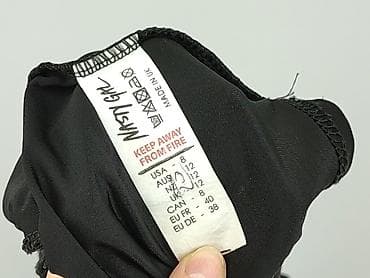 NASTY GAL
MADE IN UK
KEEP AWAY
FROM FIRE
USA - 8
AUS - 12
NZ - 12
UK - 12
CAN - 8
EU FR - 40
EU DE - 38